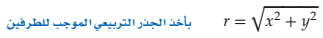 بأخذ الجذر التربيعي الموجب للطرفين r = √(x² + y²)